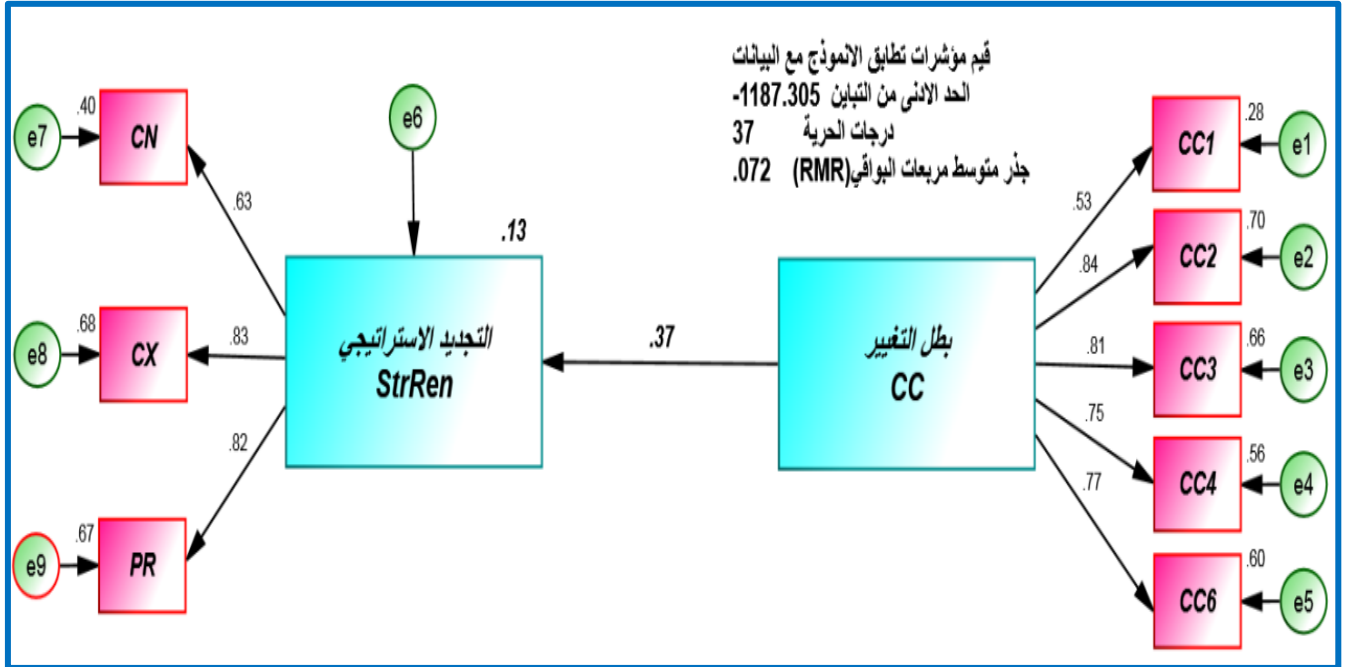 قيم مؤشرات تطابق الانموذج مع البيانات
الحد الادنى من التباين 1187.305-
درجات الحرية 37
جذر متوسط مربعات البواقي(RMR) .072
e7
.40
CN
.63
e8
.68
CX
.83
e9
.67
PR
.82
e6
.13
التجديد الاستراتيجي
StrRen
.37
بطل التغيير
CC
.53
CC1
.28
e1
.84
CC2
.70
e2
.81
CC3
.66
e3
.75
CC4
.56
e4
.77
CC6
.60
e5